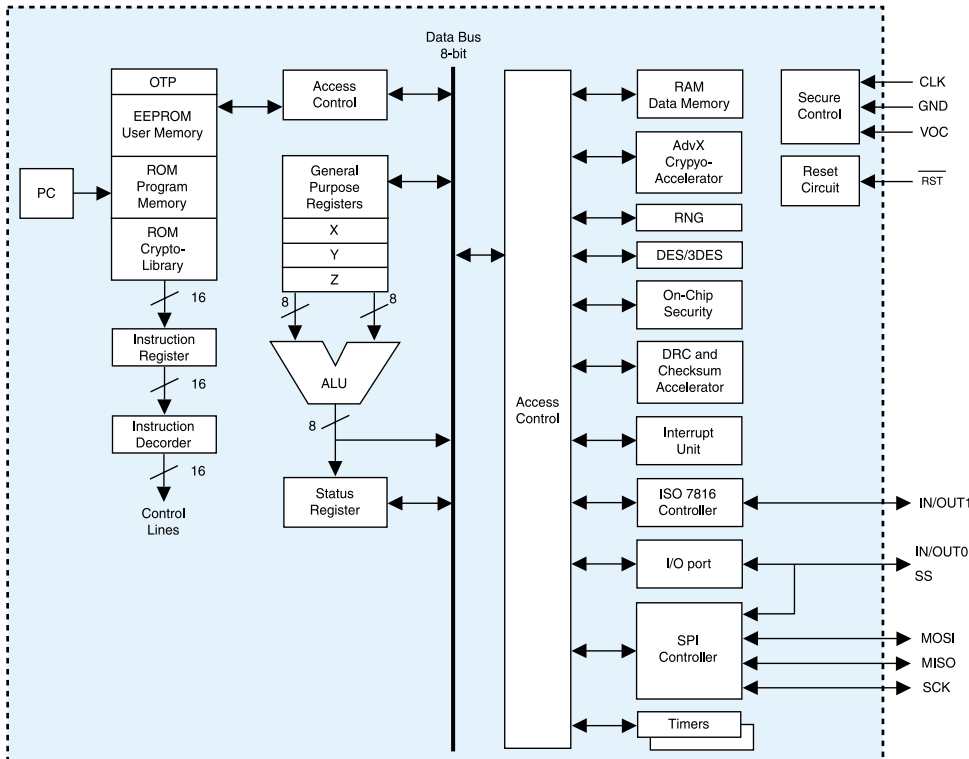 Data Bus
8-bit
OTP
EEPROM
User Memory
ROM
Program
Memory
ROM
Crypto-
Library
PC
16
Instruction
Register
16
Instruction
Decorder
16
Control
Lines
Access
Control
General
Purpose
Registers
X
Y
Z
8
8
ALU
8
Status
Register
Access
Control
RAM
Data Memory
AdvX
Crypyo-
Accelerator
RNG
DES/3DES
On-Chip
Security
DRC and
Checksum
Accelerator
Interrupt
Unit
ISO 7816
Controller
I/O port
SPI
Controller
Timers
Secure
Control
Reset
Circuit
CLK
GND
VOC
RST
IN/OUT1
IN/OUT0
SS
MOSI
MISO
SCK